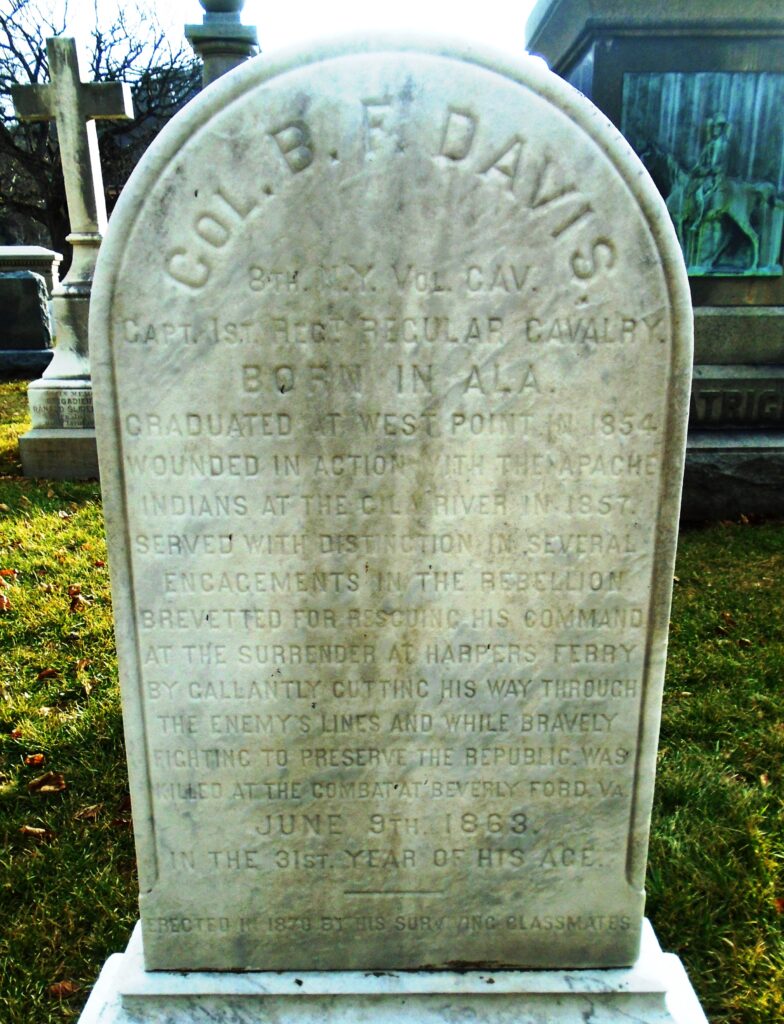 COL. B. F. DAVIS,
8TH. N.Y. VOL. CAV.
CAPT. 1ST. REGT. REGULAR CAVALRY.
BORN IN ALA.
GRADUATED AT WEST POINT IN 1854
WOUNDED IN ACTION WITH THE APACHE
INDIANS AT THE GILA RIVER IN 1857.
SERVED WITH DISTINCTION IN SEVERAL
ENGAGEMENTS IN THE REBELLION
BREVETTED FOR RESCUING HIS COMMAND
AT THE SURRENDER AT HARPERS FERRY
BY GALLANTLY CUTTING HIS WAY THROUGH
THE ENEMY'S LINES AND WHILE BRAVELY
FIGHTING TO PRESERVE THE REPUBLIC, WAS
KILLED AT THE COMBAT AT BEVERLY FORD, VA.
JUNE 9TH. 1863.
IN THE 31ST. YEAR OF HIS AGE.
ERECTED IN 1870 BY HIS SURVIVING CLASSMATES
ATRIC